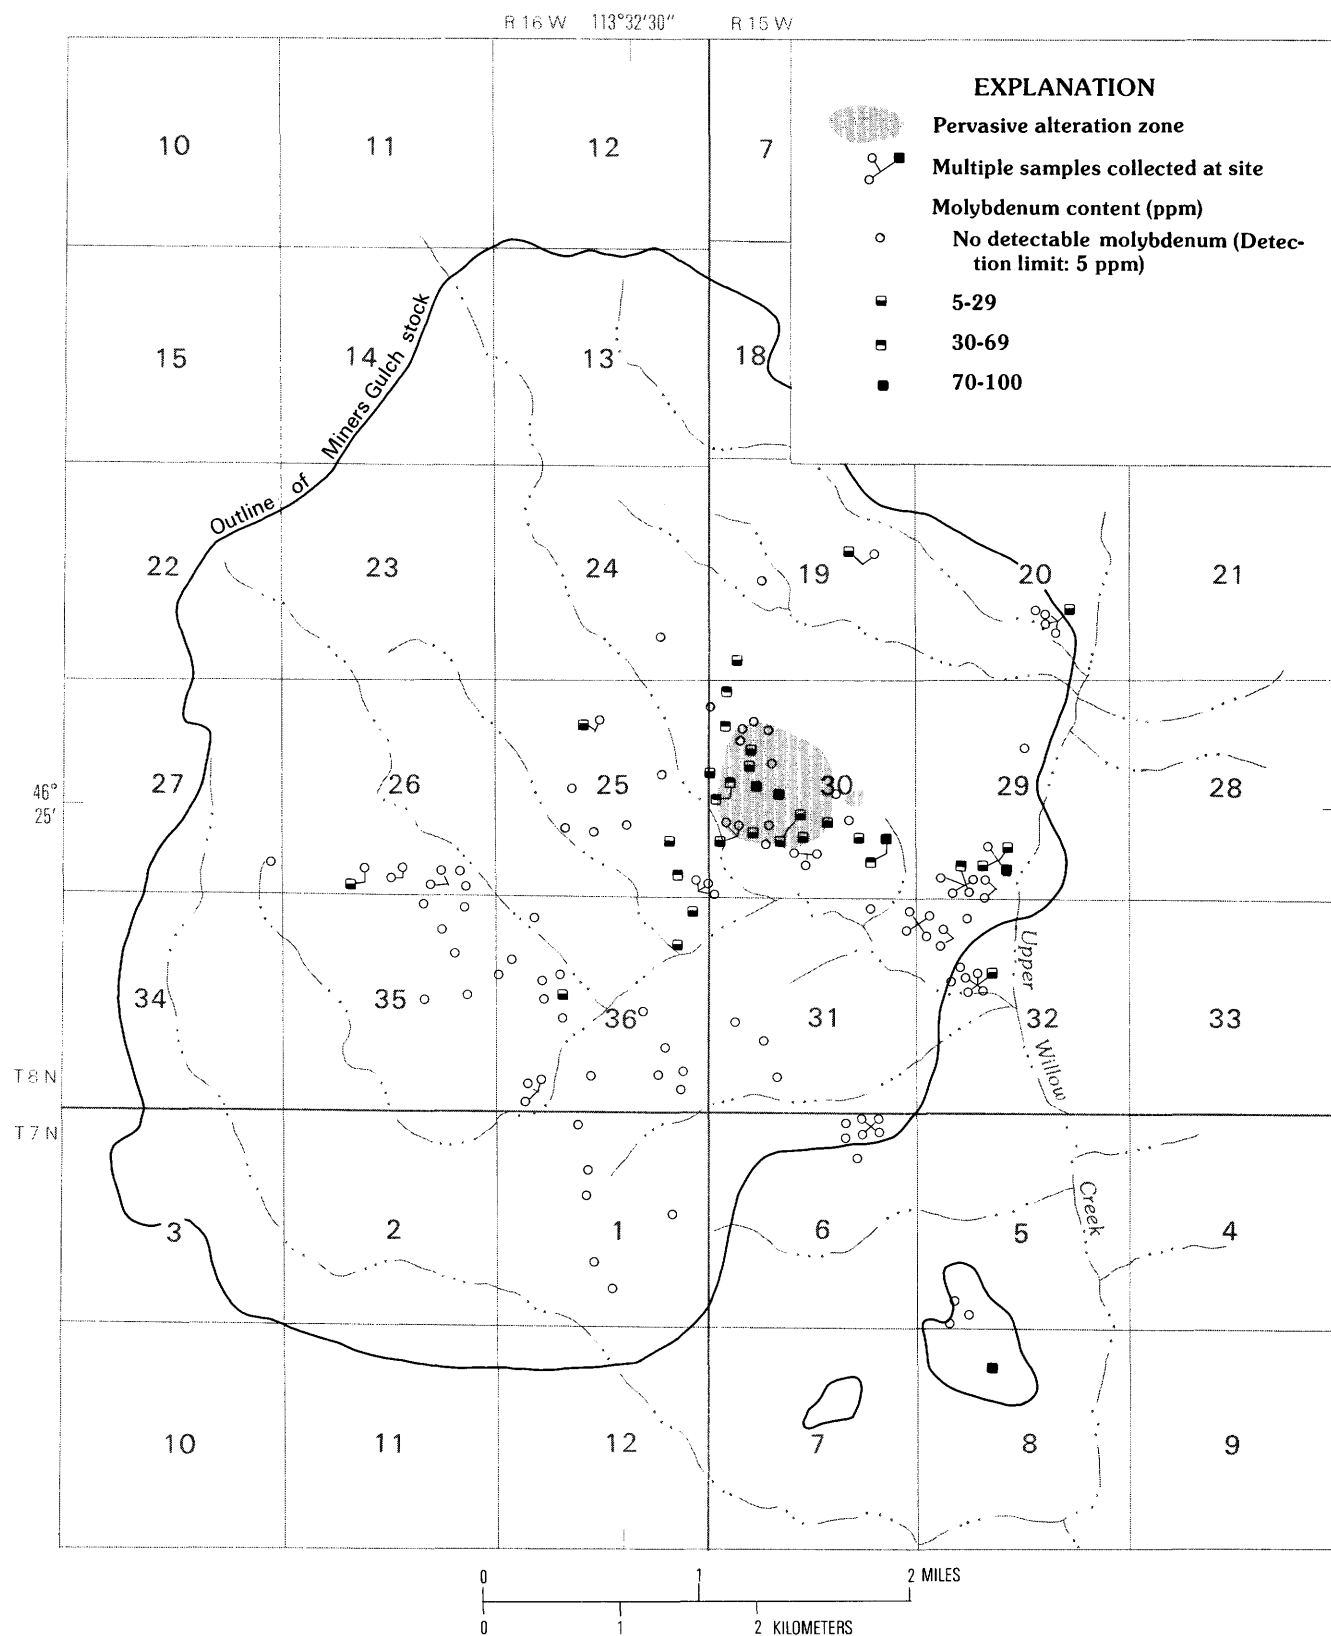 R 16 W 113°32'30" R 15 W
EXPLANATION
Pervasive alteration zone
Multiple samples collected at site
Molybdenum content (ppm)
No detectable molybdenum (Detec-
tion limit: 5 ppm)
5-29
30-69
70-100
10 11 12 7
15 14 13 18
Outline of Miners Gulch stock
22 23 24 19 20 21
27 26 25 30 29 28
46°
25'
34 35 36 31 32 33
Upper Willow Creek
T 8 N
T 7 N
3 2 1 6 5 4
10 11 12 7 8 9
0 1 2 MILES
0 1 2 KILOMETERS